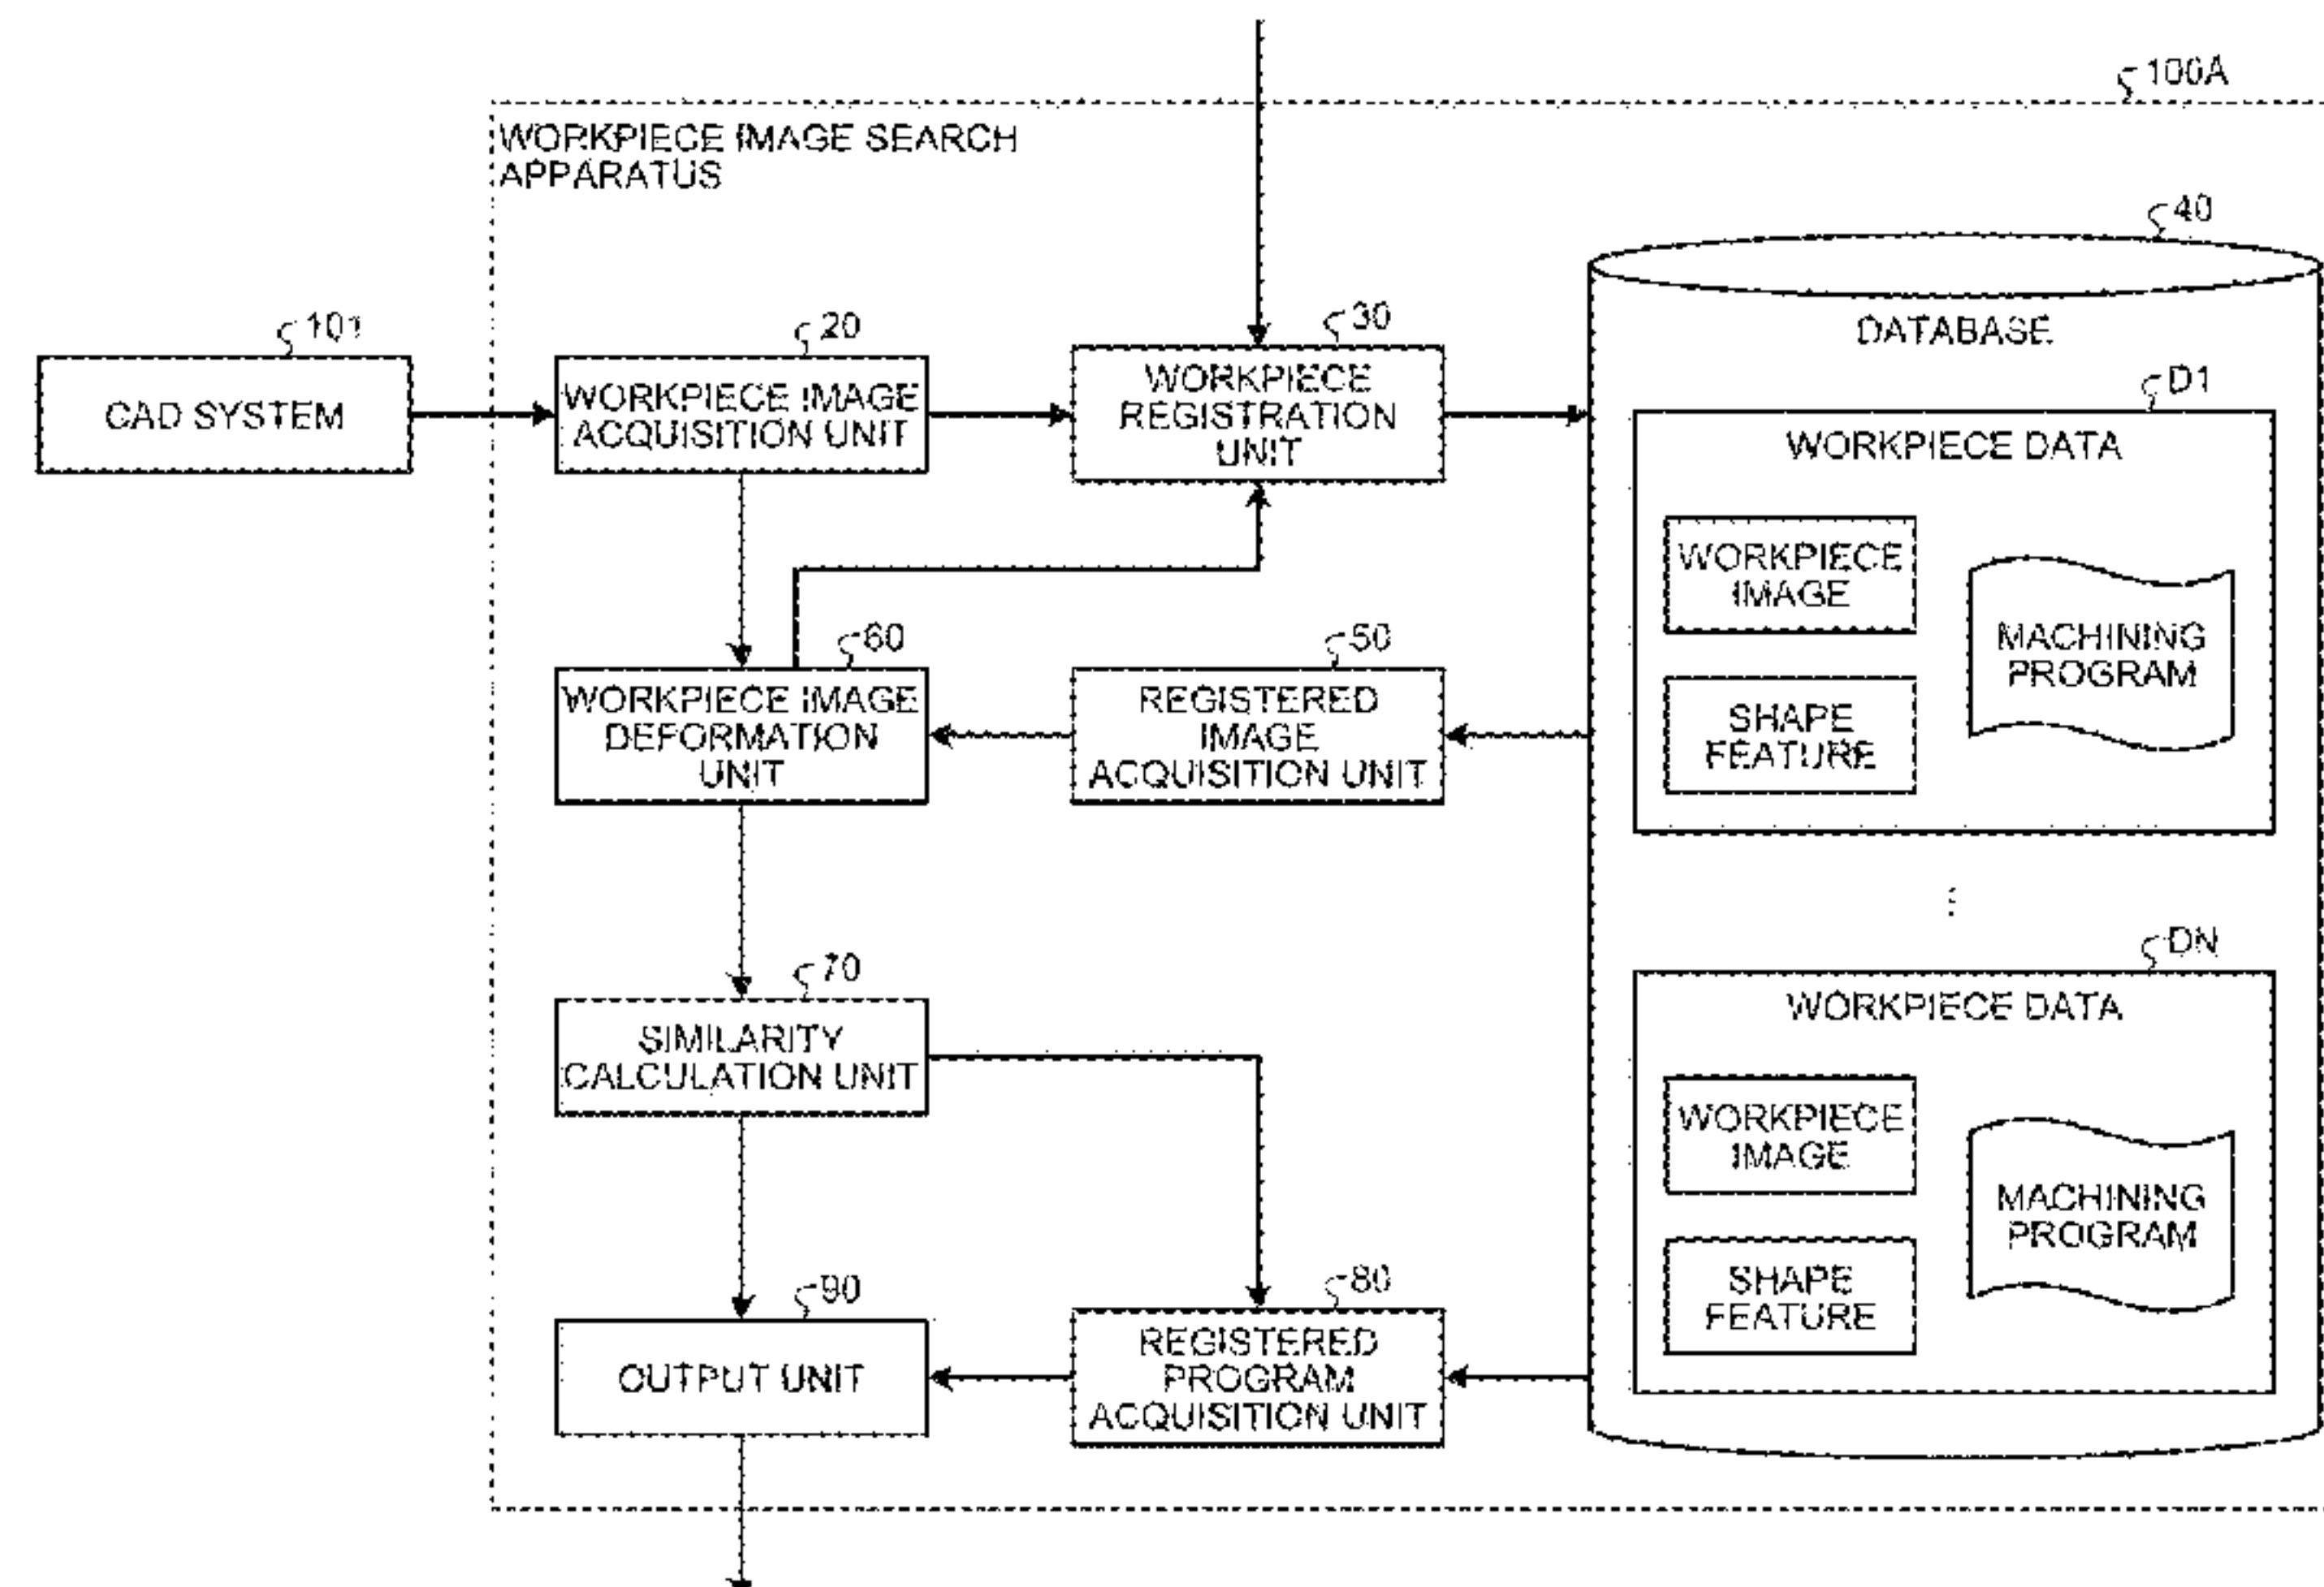 100A
WORKPIECE IMAGE SEARCH
APPARATUS
40
DATABASE
101
CAD SYSTEM
20
WORKPIECE IMAGE
ACQUISITION UNIT
30
WORKPIECE
REGISTRATION
UNIT
D1
WORKPIECE DATA
WORKPIECE
IMAGE
SHAPE
FEATURE
MACHINING
PROGRAM
60
WORKPIECE IMAGE
DEFORMATION
UNIT
50
REGISTERED
IMAGE
ACQUISITION UNIT
DN
WORKPIECE DATA
WORKPIECE
IMAGE
SHAPE
FEATURE
MACHINING
PROGRAM
70
SIMILARITY
CALCULATION UNIT
90
OUTPUT UNIT
80
REGISTERED
PROGRAM
ACQUISITION UNIT